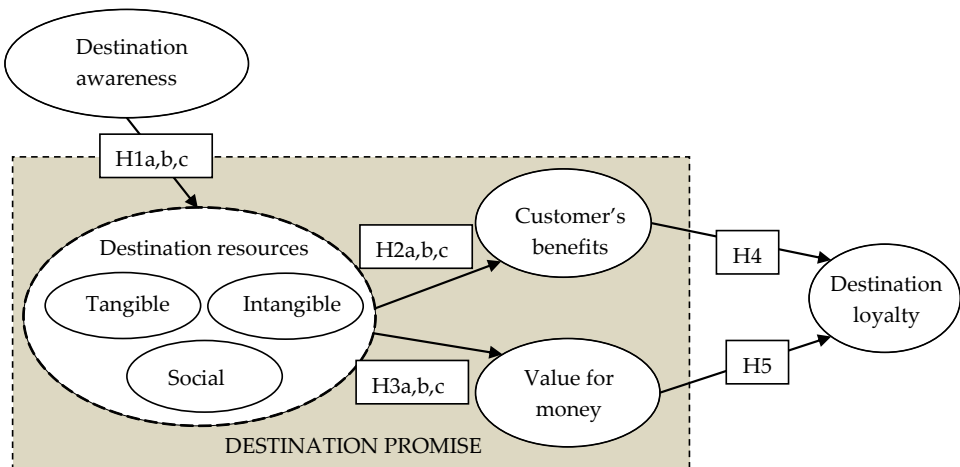 Destination
awareness
H1a,b,c
Destination resources
Tangible
Intangible
Social
H2a,b,c
H3a,b,c
Customer’s
benefits
Value for
money
DESTINATION PROMISE
H4
H5
Destination
loyalty